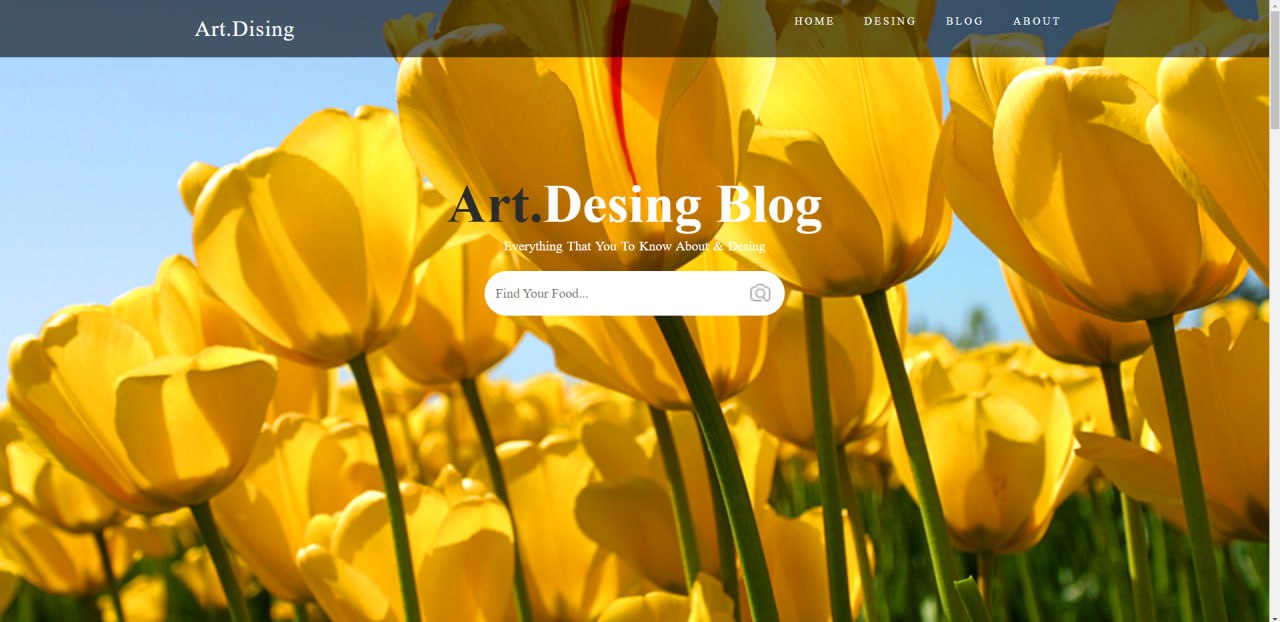 Art.Dising
HOME DESING BLOG ABOUT
Art.Desing Blog
Everything That You To Know About & Desing
Find Your Food...